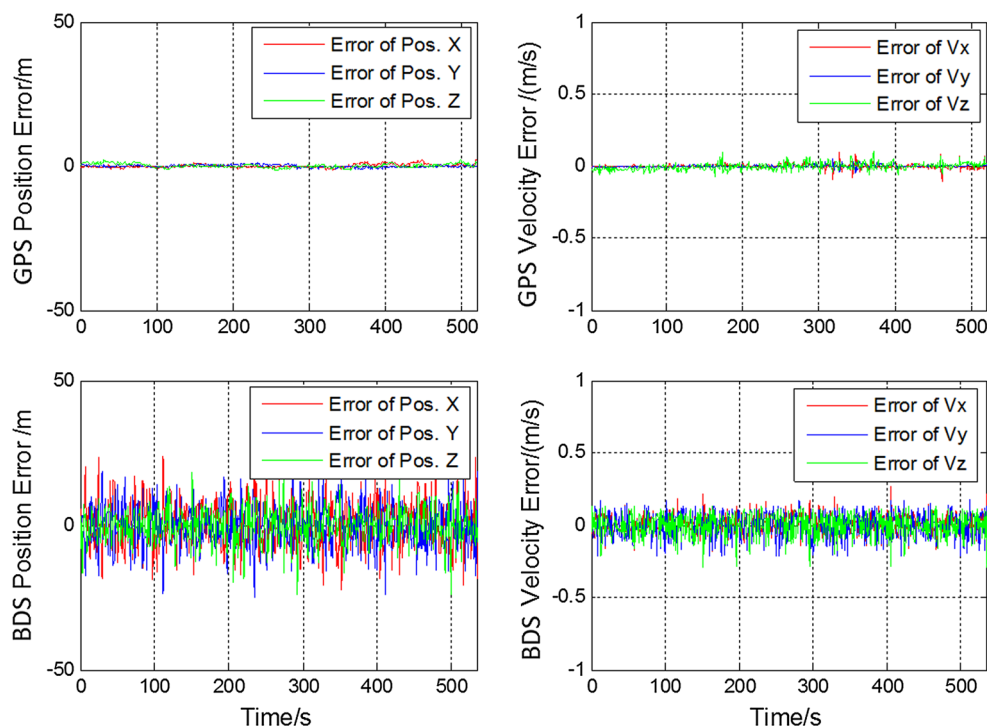 GPS Position Error/m
50
0
-50
0 100 200 300 400 500
Error of Pos. X
Error of Pos. Y
Error of Pos. Z
GPS Velocity Error /(m/s)
1
0.5
0
-0.5
-1
0 100 200 300 400 500
Error of Vx
Error of Vy
Error of Vz
BDS Position Error /m
50
0
-50
0 100 200 300 400 500
Time/s
Error of Pos. X
Error of Pos. Y
Error of Pos. Z
BDS Velocity Error/(m/s)
1
0.5
0
-0.5
-1
0 100 200 300 400 500
Time/s
Error of Vx
Error of Vy
Error of Vz